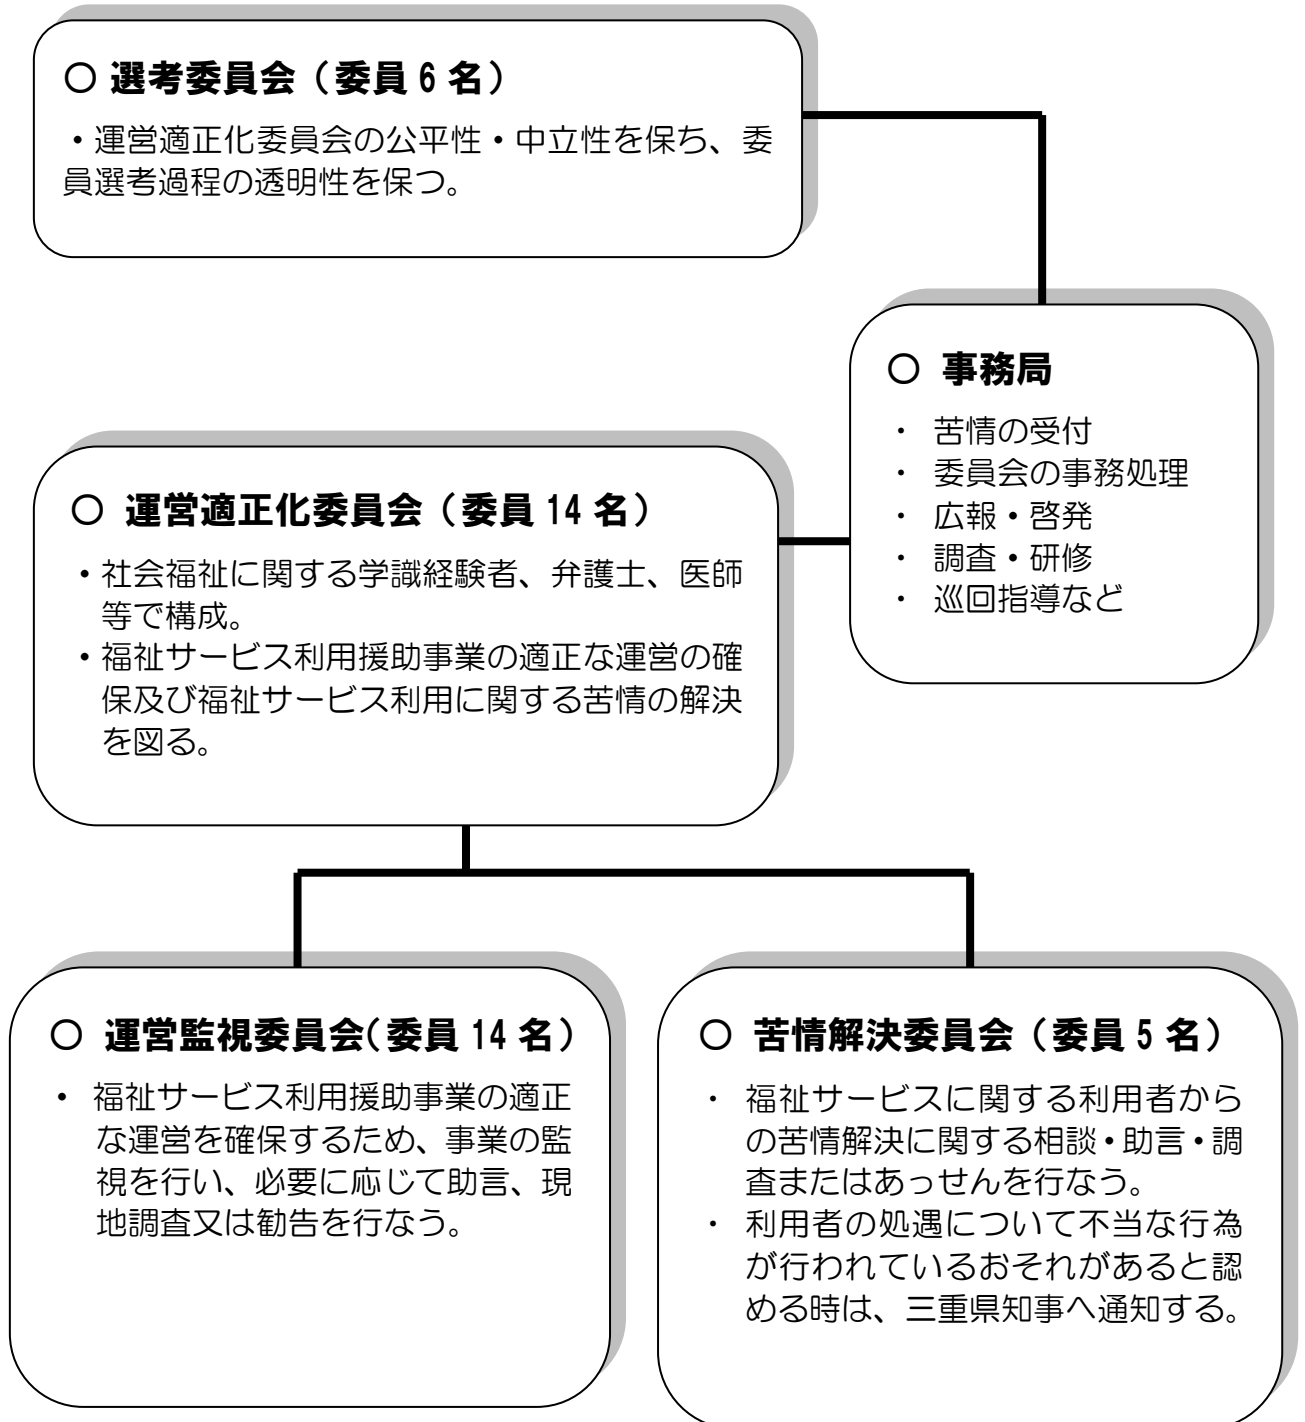 ○ 選考委員会（委員 6 名）
・運営適正化委員会の公平性・中立性を保ち、委
員選考過程の透明性を保つ。
○ 事務局
・ 苦情の受付
・ 委員会の事務処理
・ 広報・啓発
・ 調査・研修
・ 巡回指導など
○ 運営適正化委員会（委員 14 名）
・社会福祉に関する学識経験者、弁護士、医師
等で構成。
・福祉サービス利用援助事業の適正な運営の確
保及び福祉サービス利用に関する苦情の解決
を図る。
○ 運営監視委員会（委員 14 名）
・ 福祉サービス利用援助事業の適正
な運営を確保するため、事業の監
視を行い、必要に応じて助言、現
地調査又は勧告を行なう。
○ 苦情解決委員会（委員 5 名）
・ 福祉サービスに関する利用者から
の苦情解決に関する相談・助言・調
査またはあっせんを行なう。
・ 利用者の処遇について不当な行為
が行われているおそれがあると認
める時は、三重県知事へ通知する。